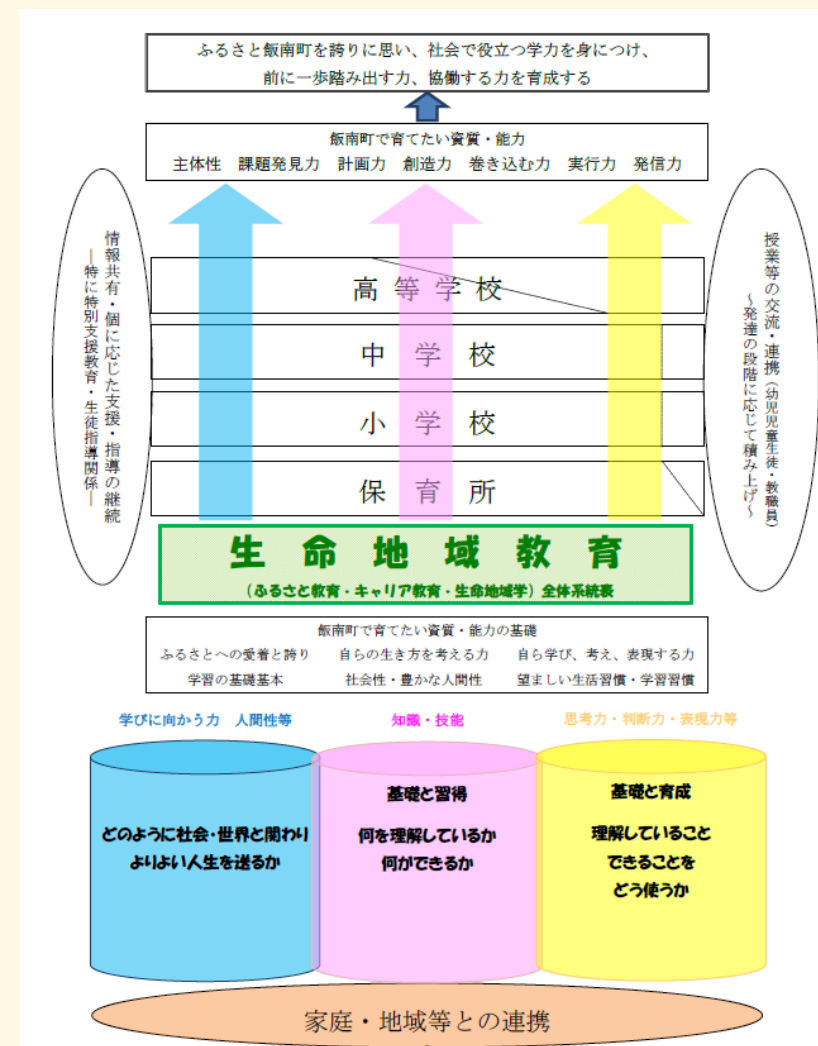 ふるさと飯南町を誇りに思い、社会で役立つ学力を身につけ、
前に一歩踏み出す力、協働する力を育成する
飯南町で育てたい資質・能力
主体性 課題発見力 計画力 創造力 巻き込む力 実行力 発信力
情報共有・個に応じた支援・指導の継続
―特に特別支援教育・生徒指導関係―
授業等の交流・連携(幼児児童生徒・教職員)
~発達の段階に応じて積み上げ~
高等学校
中学校
小学校
保育所
生命地域教育
(ふるさと教育・キャリア教育・生命地域学)全体系統表
飯南町で育てたい資質・能力の基礎
ふるさとへの愛着と誇り 自らの生き方を考える力 自ら学び、考え、表現する力
学習の基礎基本 社会性・豊かな人間性 望ましい生活習慣・学習習慣
学びに向かう力 人間性等
知識・技能
思考力・判断力・表現力等
どのように社会・世界と関わり
よりよい人生を送るか
基礎と習得
何を理解しているか
何ができるか
基礎と育成
理解していること
できることを
どう使うか
家庭・地域等との連携